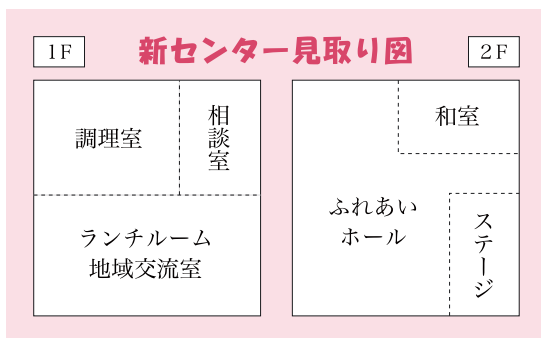 新センター見取り図
1F
調理室
相談室
ランチルーム
地域交流室
2F
和室
ふれあい
ホール
ステージ